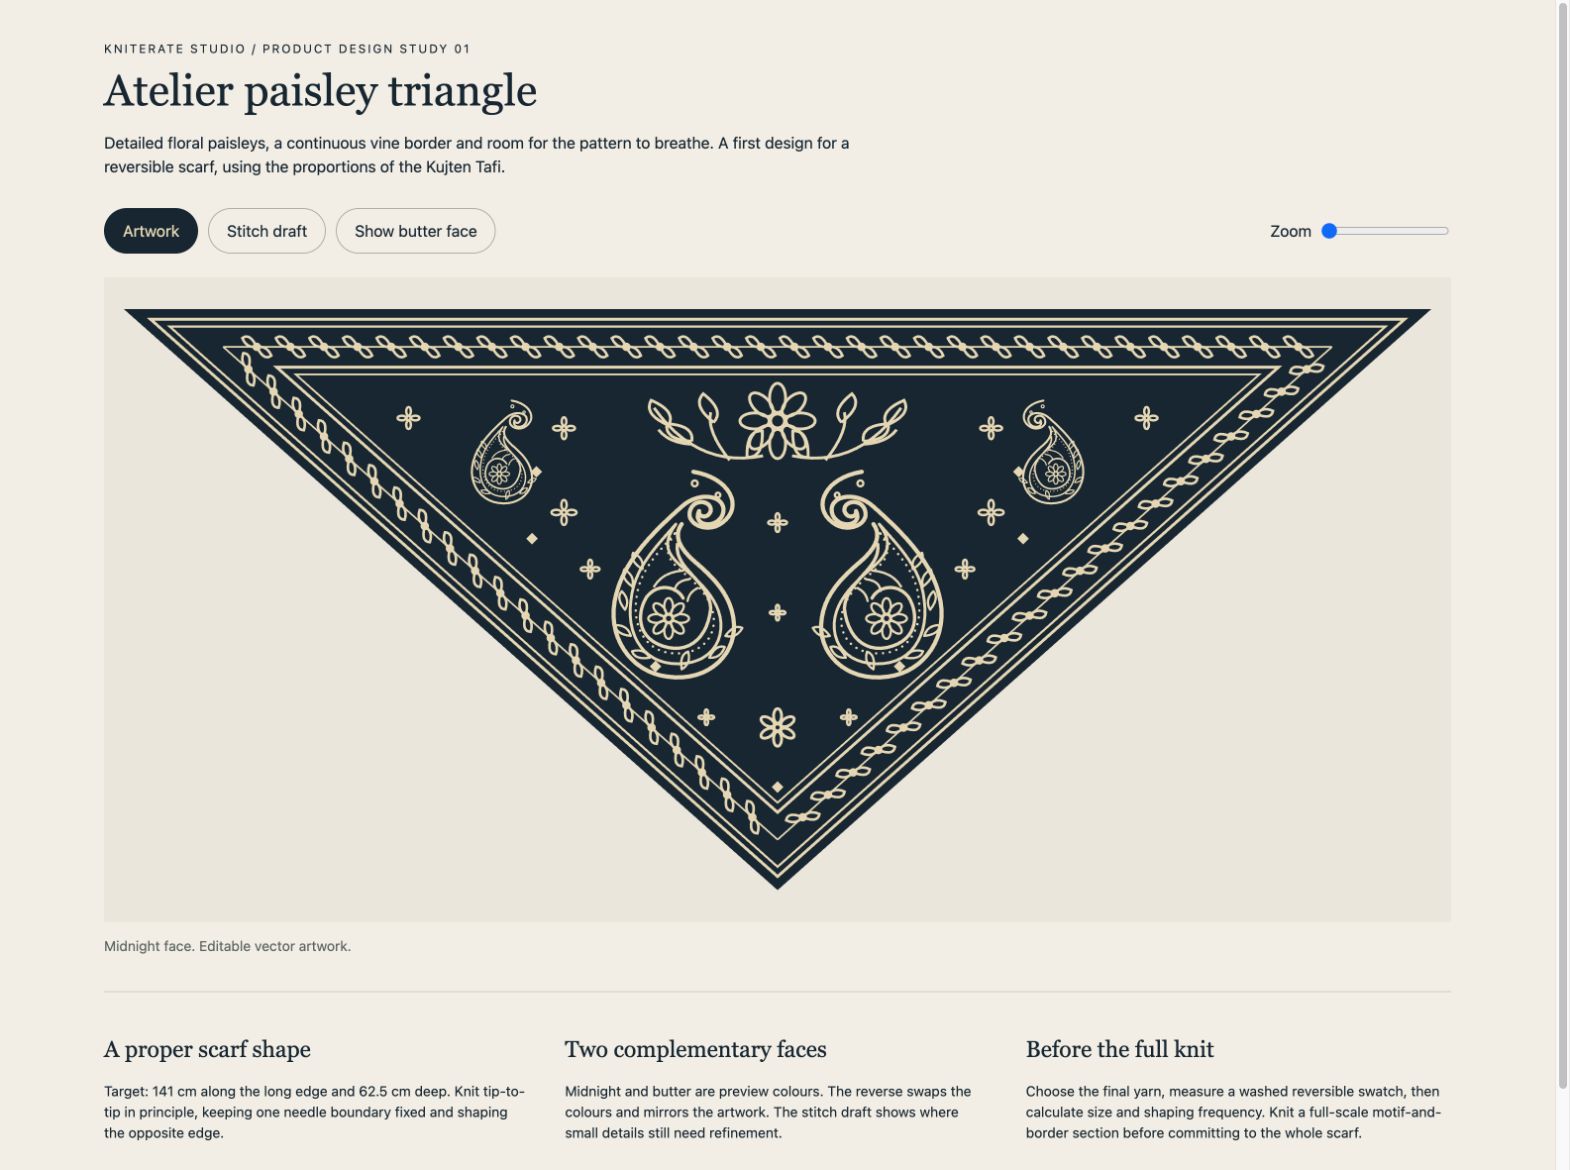 KNITERATE STUDIO / PRODUCT DESIGN STUDY 01
Atelier paisley triangle
Detailed floral paisleys, a continuous vine border and room for the pattern to breathe. A first design for a
reversible scarf, using the proportions of the Kujten Tafi.
Artwork
Stitch draft
Show butter face
Zoom
Midnight face. Editable vector artwork.
A proper scarf shape
Target: 141 cm along the long edge and 62.5 cm deep. Knit tip-to-
tip in principle, keeping one needle boundary fixed and shaping
the opposite edge.
Two complementary faces
Midnight and butter are preview colours. The reverse swaps the
colours and mirrors the artwork. The stitch draft shows where
small details still need refinement.
Before the full knit
Choose the final yarn, measure a washed reversible swatch, then
calculate size and shaping frequency. Knit a full-scale motif-and-
border section before committing to the whole scarf.